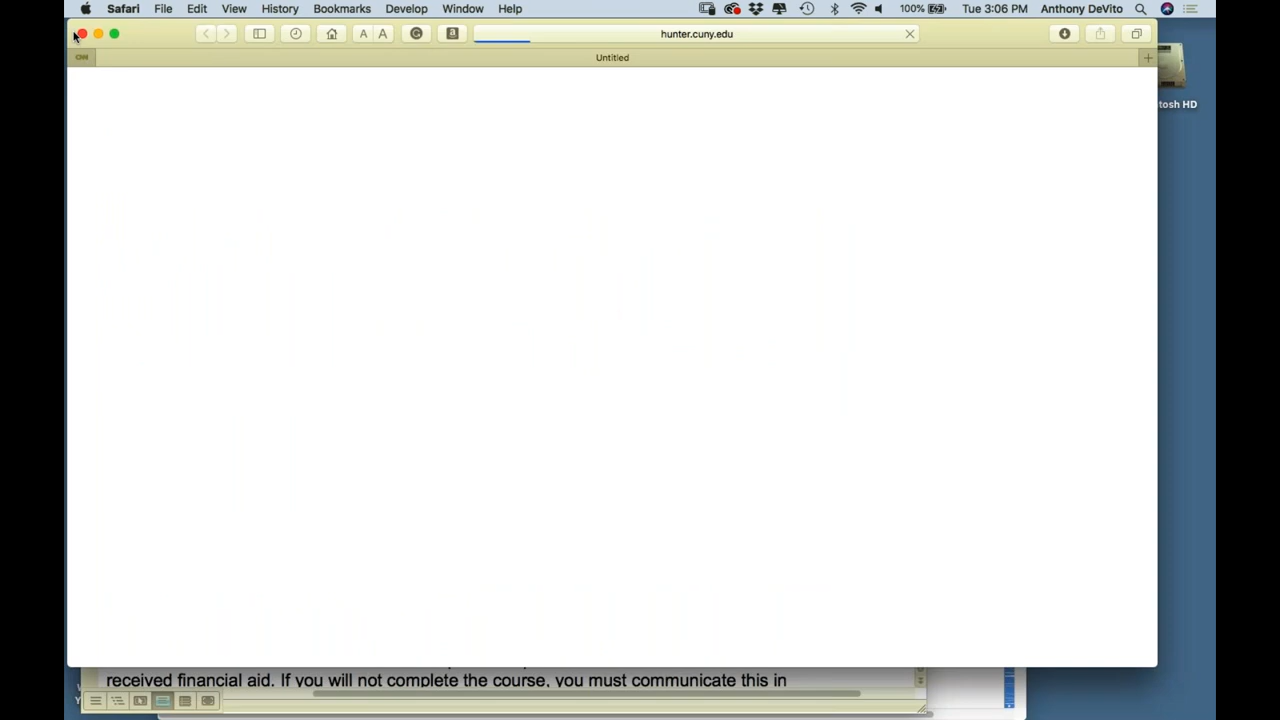 Safari File Edit View History Bookmarks Develop Window Help 100% Tue 3:06 PM Anthony DeVito
A A hunter.cuny.edu
CNN Untitled
tosh HD
received financial aid. If you will not complete the course, you must communicate this in
Y